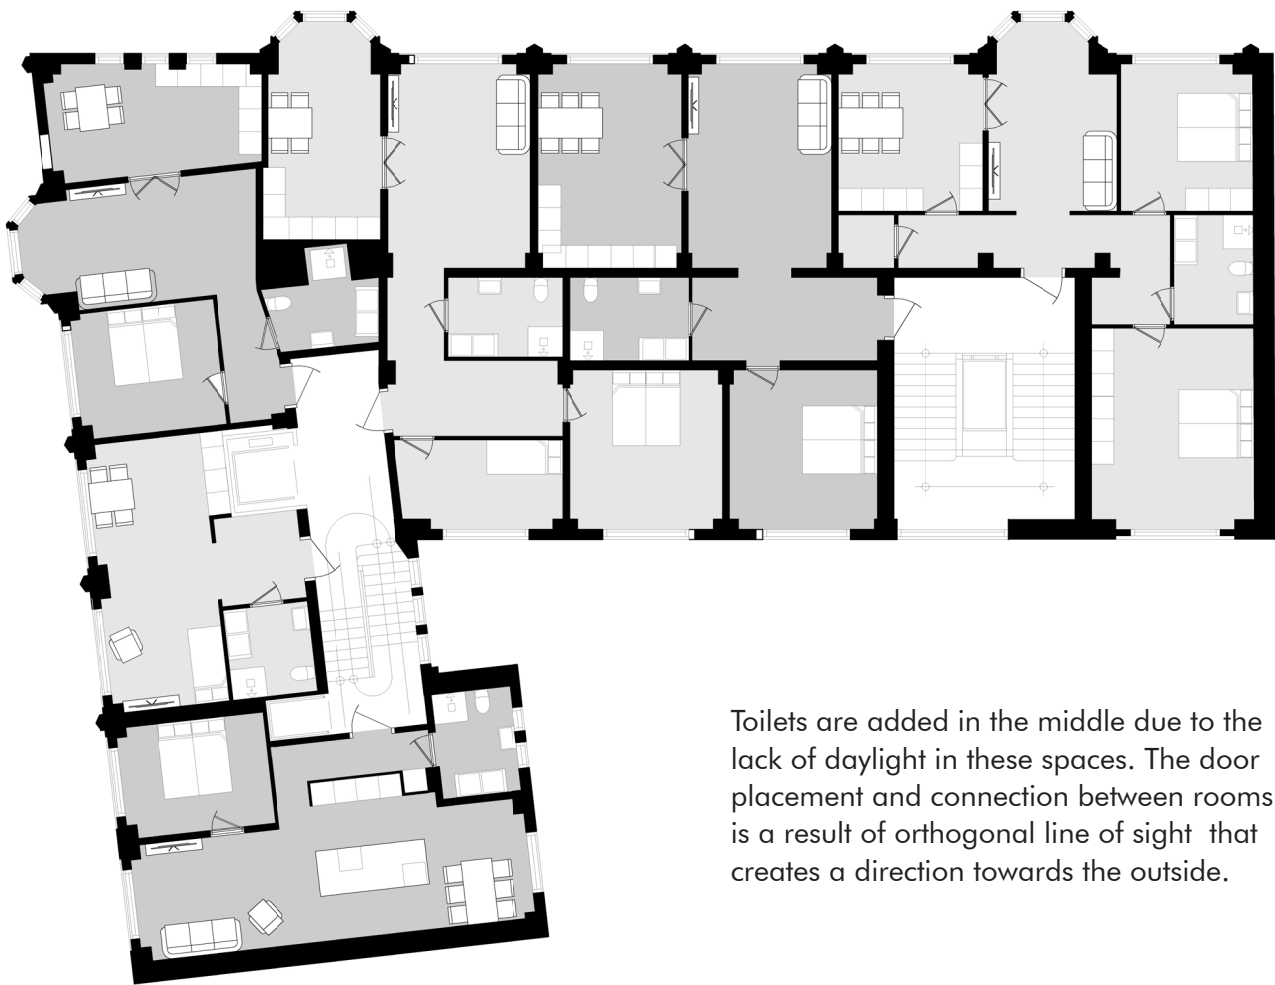 Toilets are added in the middle due to the
lack of daylight in these spaces. The door
placement and connection between rooms
is a result of orthogonal line of sight  that
creates a direction towards the outside.